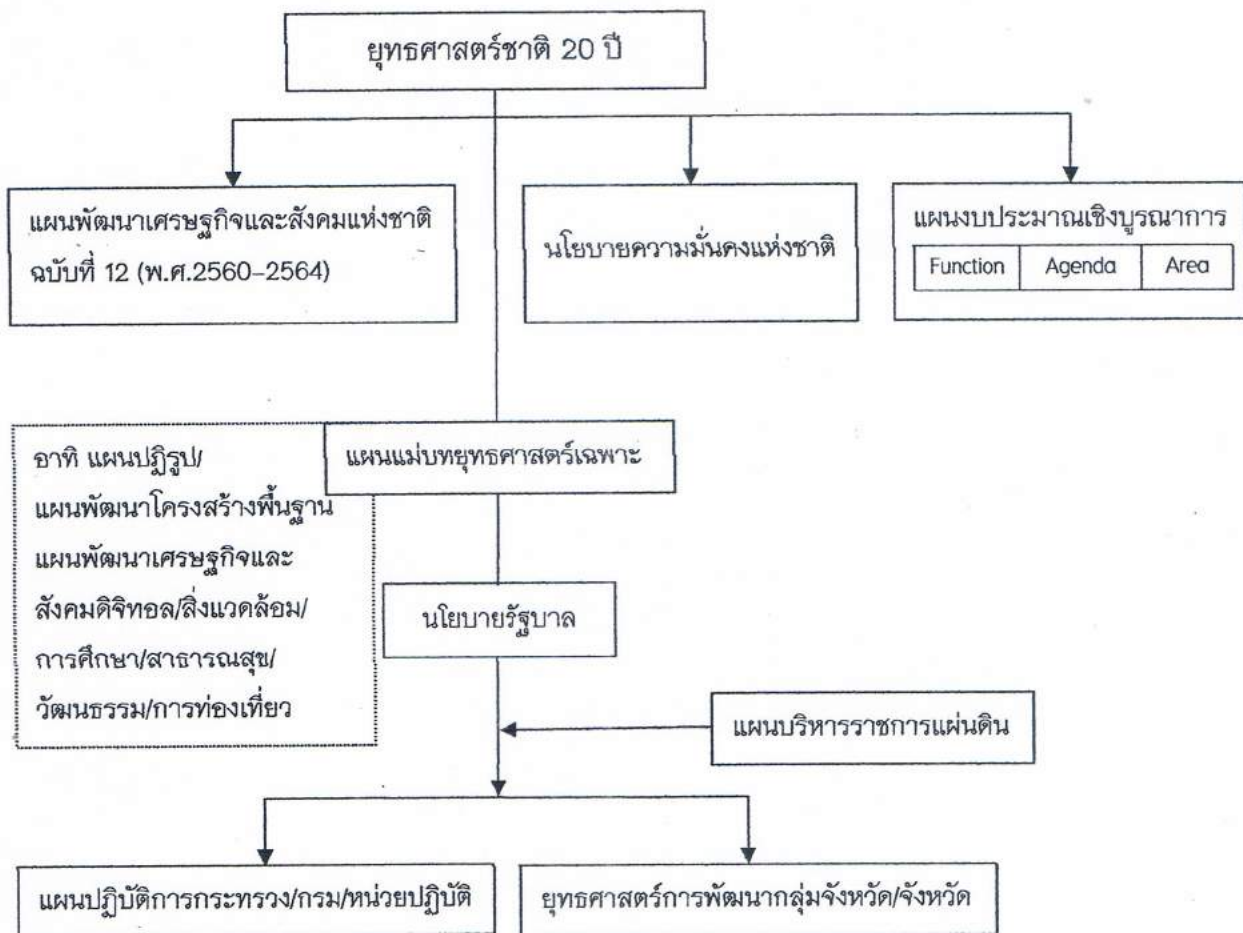 ยุทธศาสตร์ชาติ 20 ปี
แผนพัฒนาเศรษฐกิจและสังคมแห่งชาติ
ฉบับที่ 12 (พ.ศ.2560–2564)
นโยบายความมั่นคงแห่งชาติ
แผนงบประมาณเชิงบูรณาการ
Function Agenda Area
อาทิ แผนปฏิรูป/
แผนพัฒนาโครงสร้างพื้นฐาน
แผนพัฒนาเศรษฐกิจและ
สังคมดิจิทอล/สิ่งแวดล้อม/
การศึกษา/สาธารณสุข/
วัฒนธรรม/การท่องเที่ยว
แผนแม่บทยุทธศาสตร์เฉพาะ
นโยบายรัฐบาล
แผนบริหารราชการแผ่นดิน
แผนปฏิบัติการกระทรวง/กรม/หน่วยปฏิบัติ
ยุทธศาสตร์การพัฒนากลุ่มจังหวัด/จังหวัด